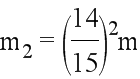 m₂ = (14/15)²m